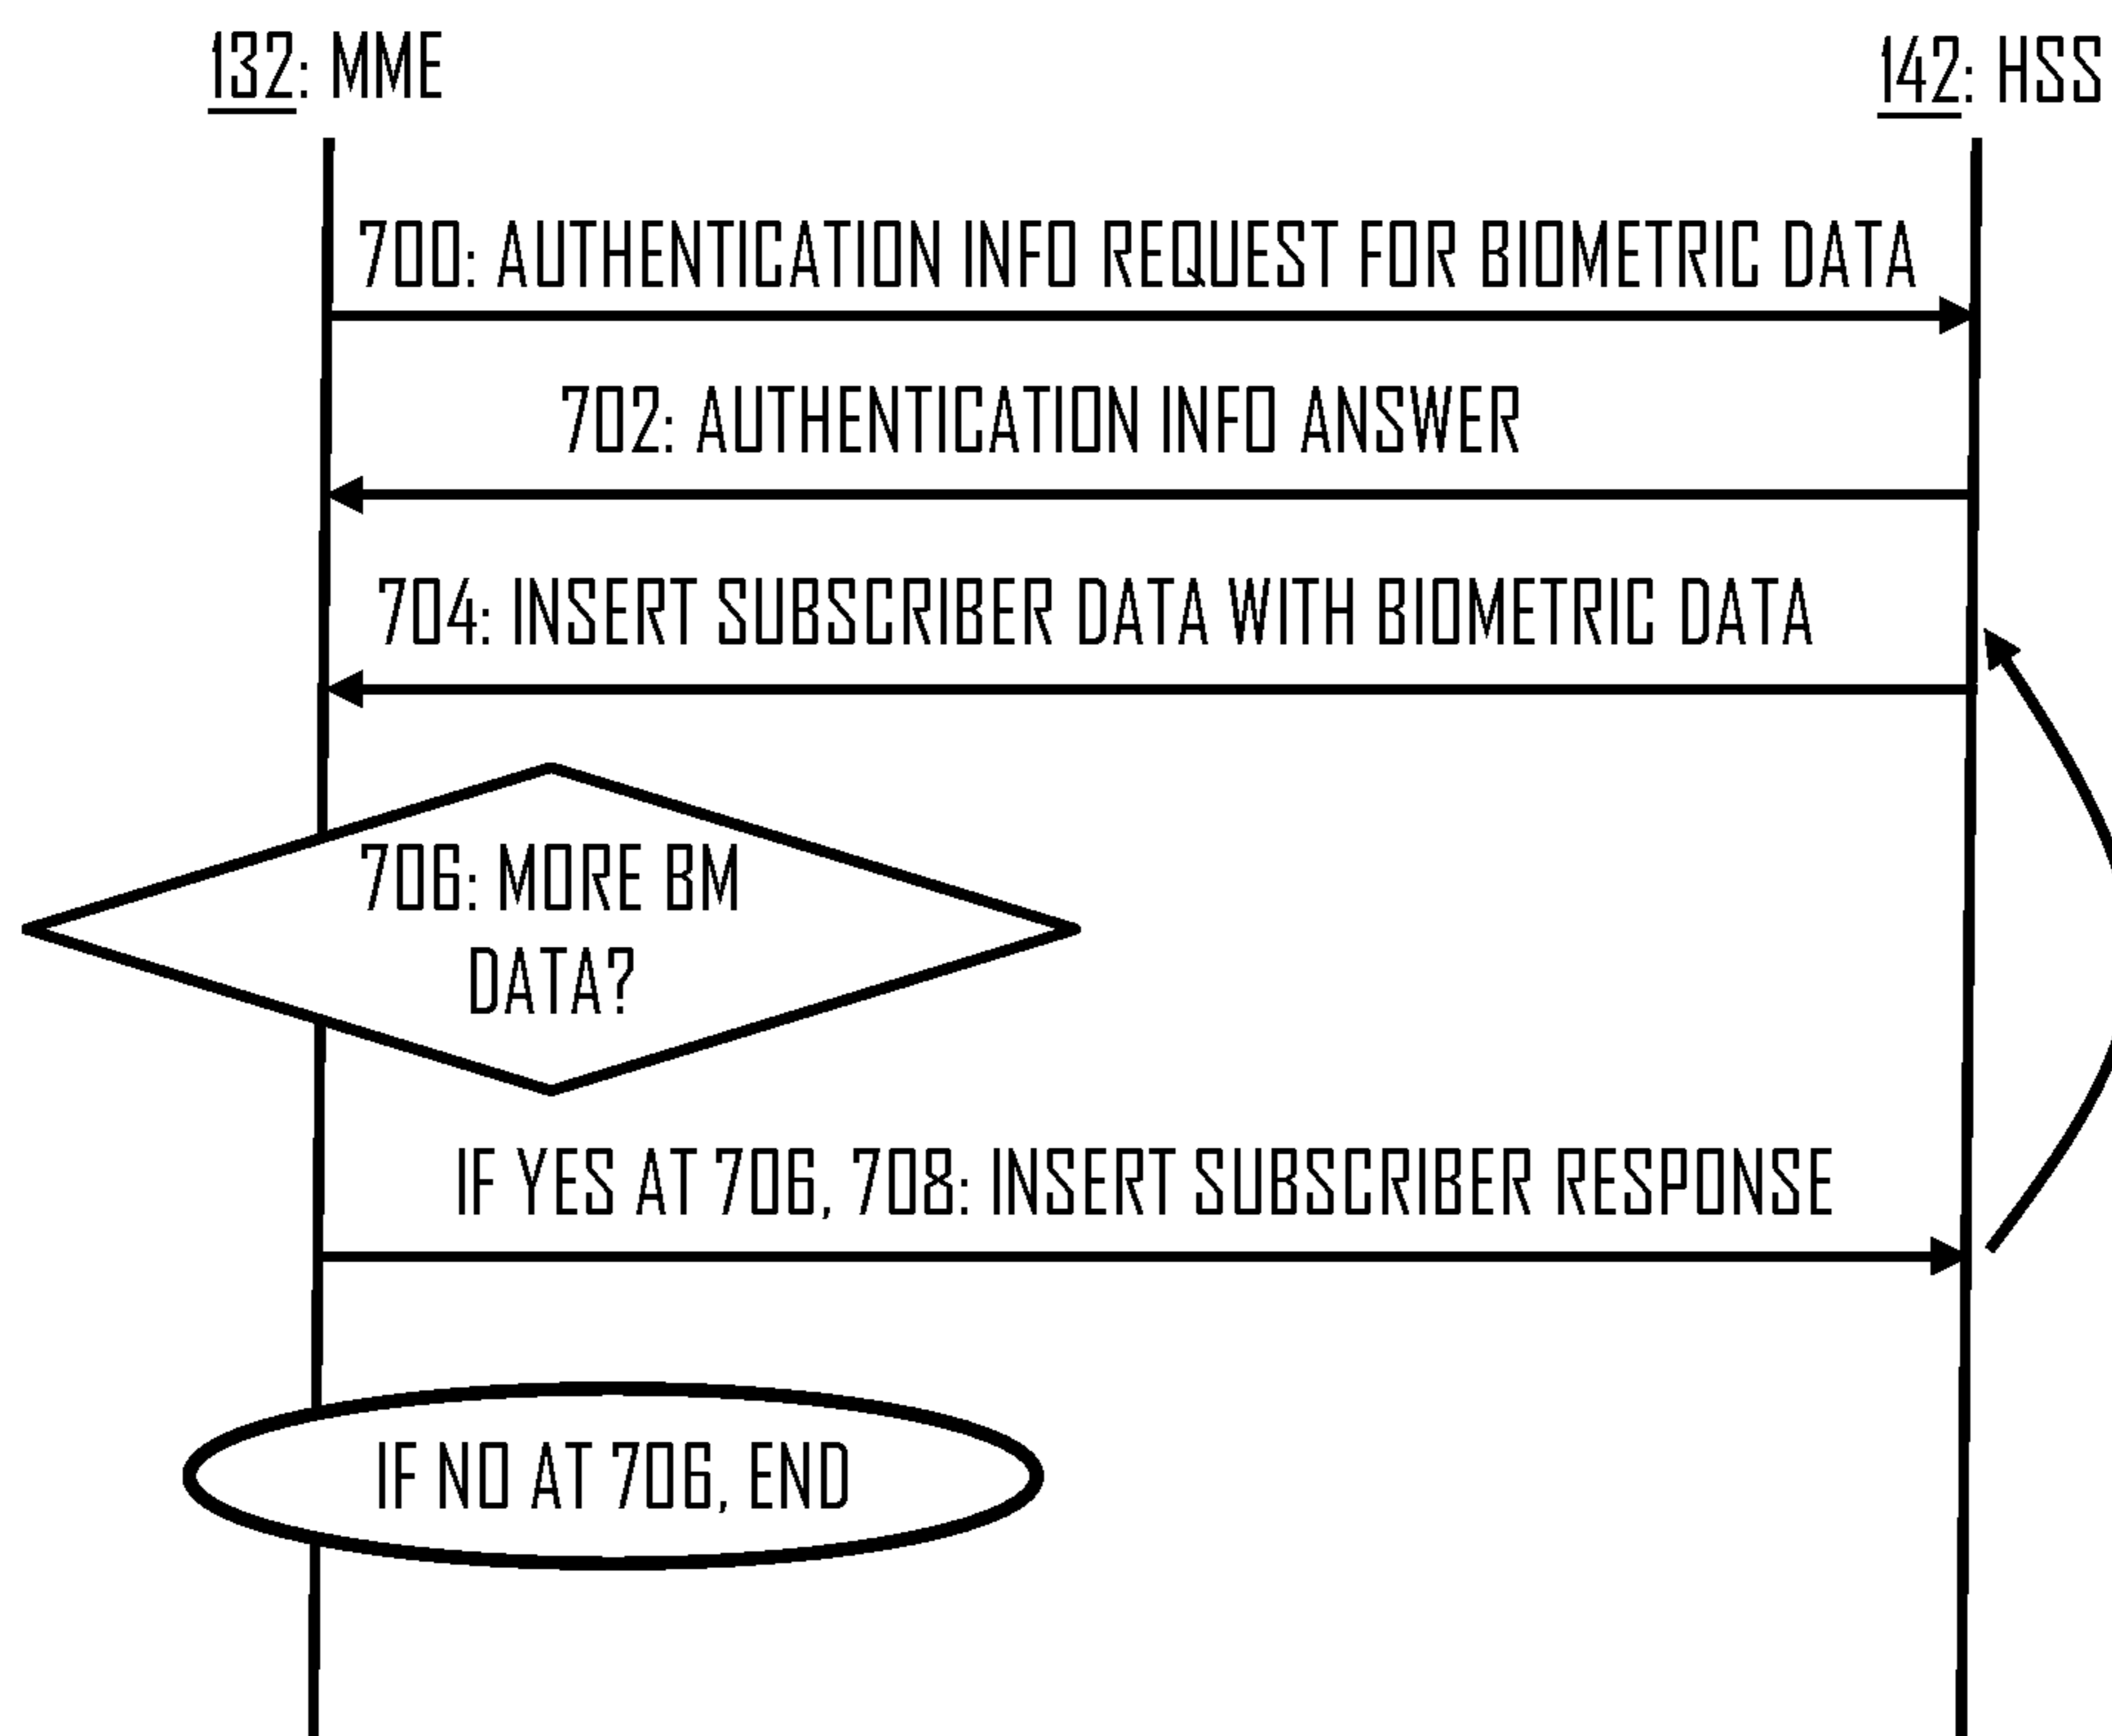 132: MME
142: HSS
700: AUTHENTICATION INFO REQUEST FOR BIOMETRIC DATA
702: AUTHENTICATION INFO ANSWER
704: INSERT SUBSCRIBER DATA WITH BIOMETRIC DATA
706: MORE BM
DATA?
IF YES AT 706, 708: INSERT SUBSCRIBER RESPONSE
IF NO AT 706, END